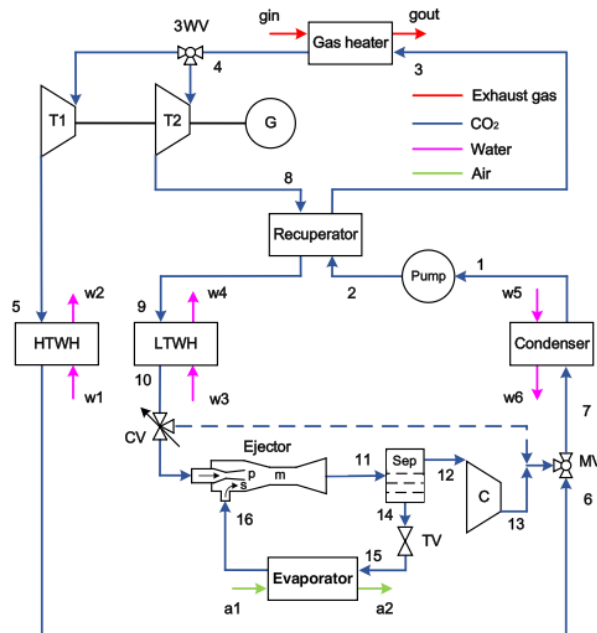 gin
gout
3WV
Gas heater
4
3
T1
T2
G
Exhaust gas
CO₂
Water
Air
8
Recuperator
Pump
1
2
w2
w4
w5
5
9
HTWH
LTWH
Condenser
10
w1
w3
w6
7
CV
Ejector
MV
11
Sep
12
p
m
s
C
6
16
14
13
TV
15
Evaporator
a1
a2